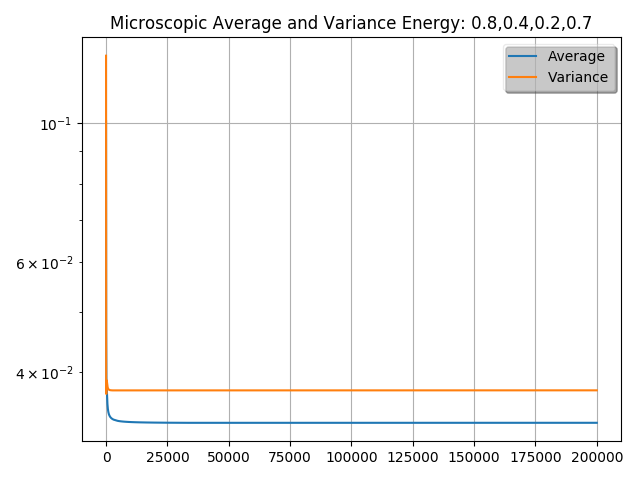 Microscopic Average and Variance Energy: 0.8,0.4,0.2,0.7
Average
Variance
10⁻¹
6 × 10⁻²
4 × 10⁻²
0 25000 50000 75000 100000 125000 150000 175000 200000